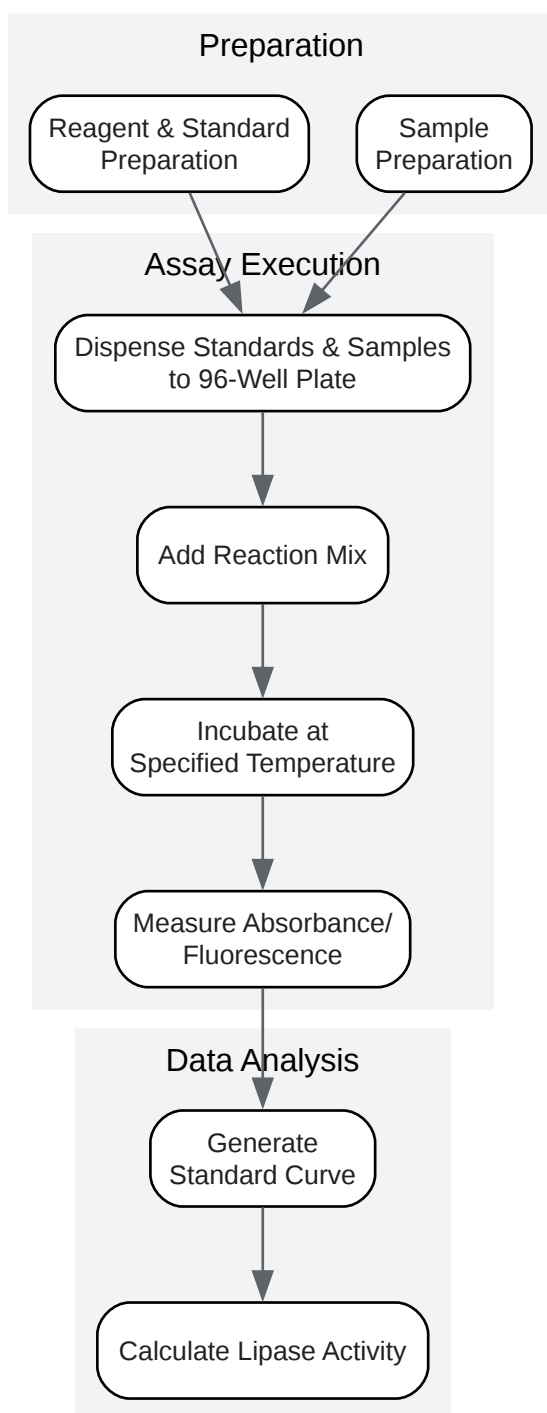 Preparation
Reagent & Standard
Preparation
Sample
Preparation
Assay Execution
Dispense Standards & Samples
to 96-Well Plate
Add Reaction Mix
Incubate at
Specified Temperature
Measure Absorbance/
Fluorescence
Data Analysis
Generate
Standard Curve
Calculate Lipase Activity